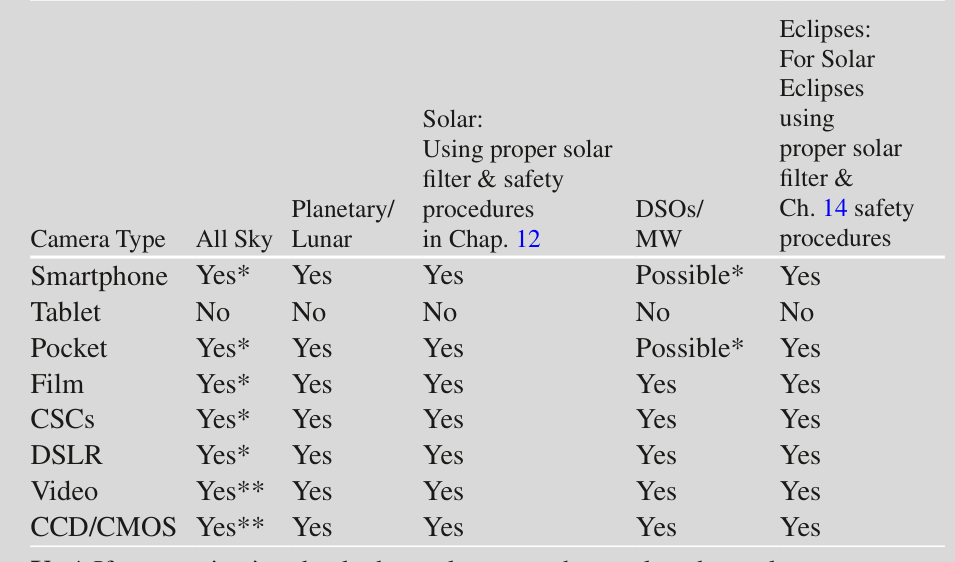 Eclipses:
For Solar
Eclipses
using
Solar: proper solar
Using proper solar filter &
filter & safety Ch. 14 safety
Planetary/ procedures DSOs/ procedures
Camera Type All Sky Lunar in Chap. 12 MW
Smartphone Yes* Yes Yes Possible* Yes
Tablet No No No No No
Pocket Yes* Yes Yes Possible* Yes
Film Yes* Yes Yes Yes Yes
CSCs Yes* Yes Yes Yes Yes
DSLR Yes* Yes Yes Yes Yes
Video Yes** Yes Yes Yes Yes
CCD/CMOS Yes** Yes Yes Yes Yes